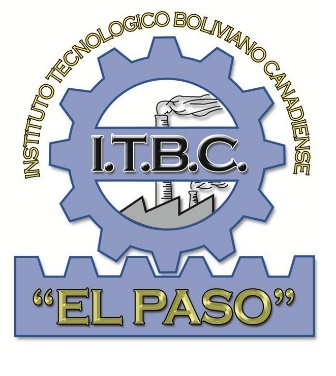 INSTITUTO TECNOLOGICO BOLIVIANO CANADIENSE
I.T.B.C.
“EL PASO”